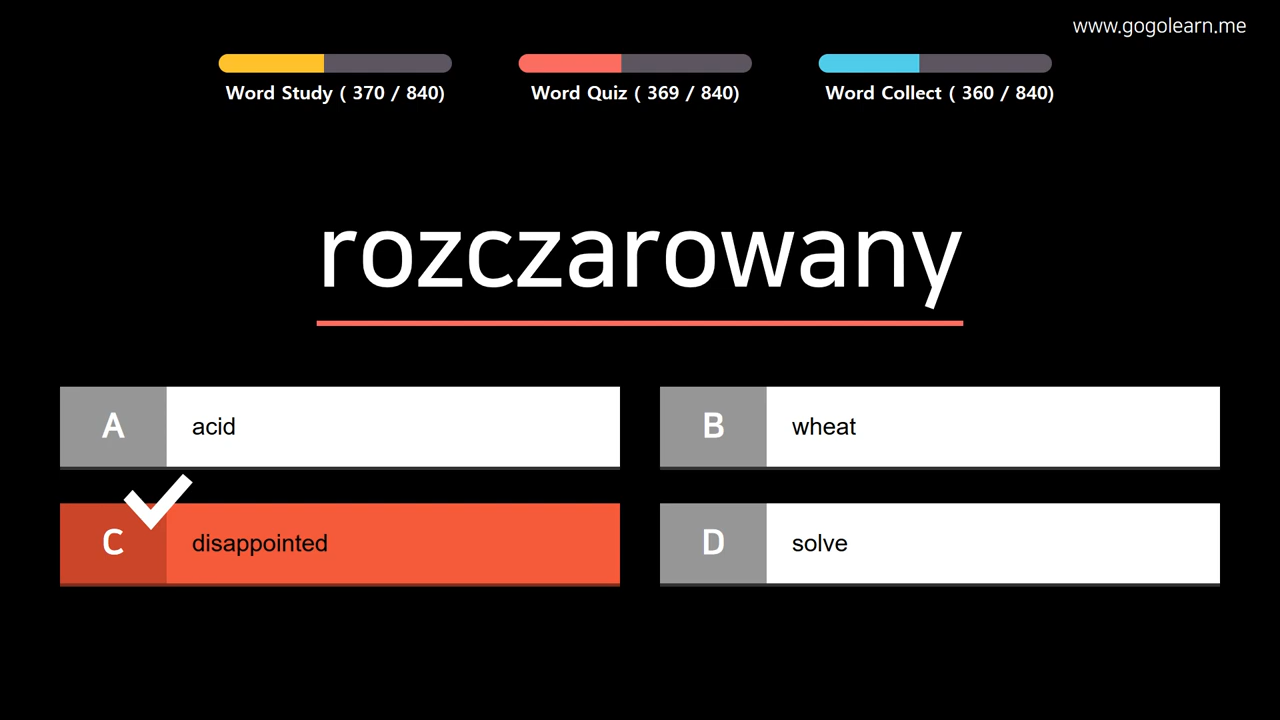 www.gogolearn.me
Word Study ( 370 / 840)
Word Quiz ( 369 / 840)
Word Collect ( 360 / 840)
rozczarowany
A
acid
B
wheat
C
disappointed
D
solve